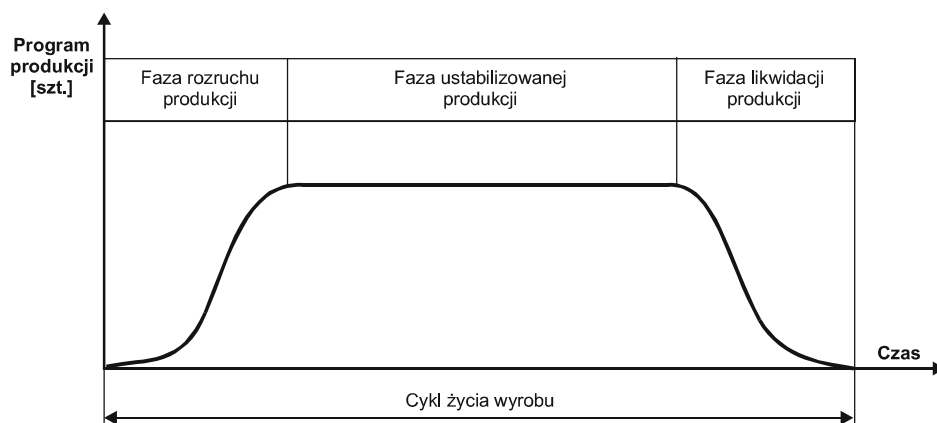 Program
produkcji
[szt.]
Faza rozruchu
produkcji
Faza ustabilizowanej
produkcji
Faza likwidacji
produkcji
Czas
Cykl życia wyrobu